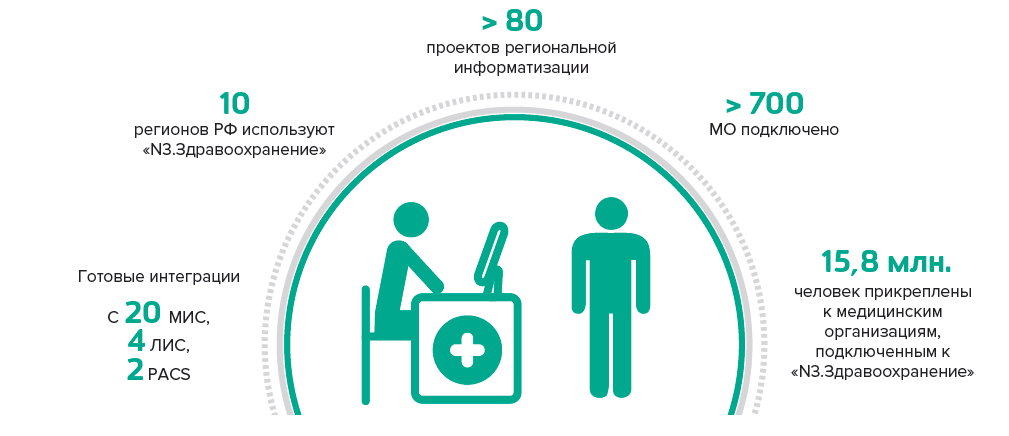 > 80
проектов региональной
информатизации
10
регионов РФ используют
«N3.Здравоохранение»
> 700
МО подключено
Готовые интеграции
С 20 МИС,
4 ЛИС,
2 PACS
15,8 млн.
человек прикреплены
к медицинским
организациям,
подключенным к
«N3.Здравоохранение»